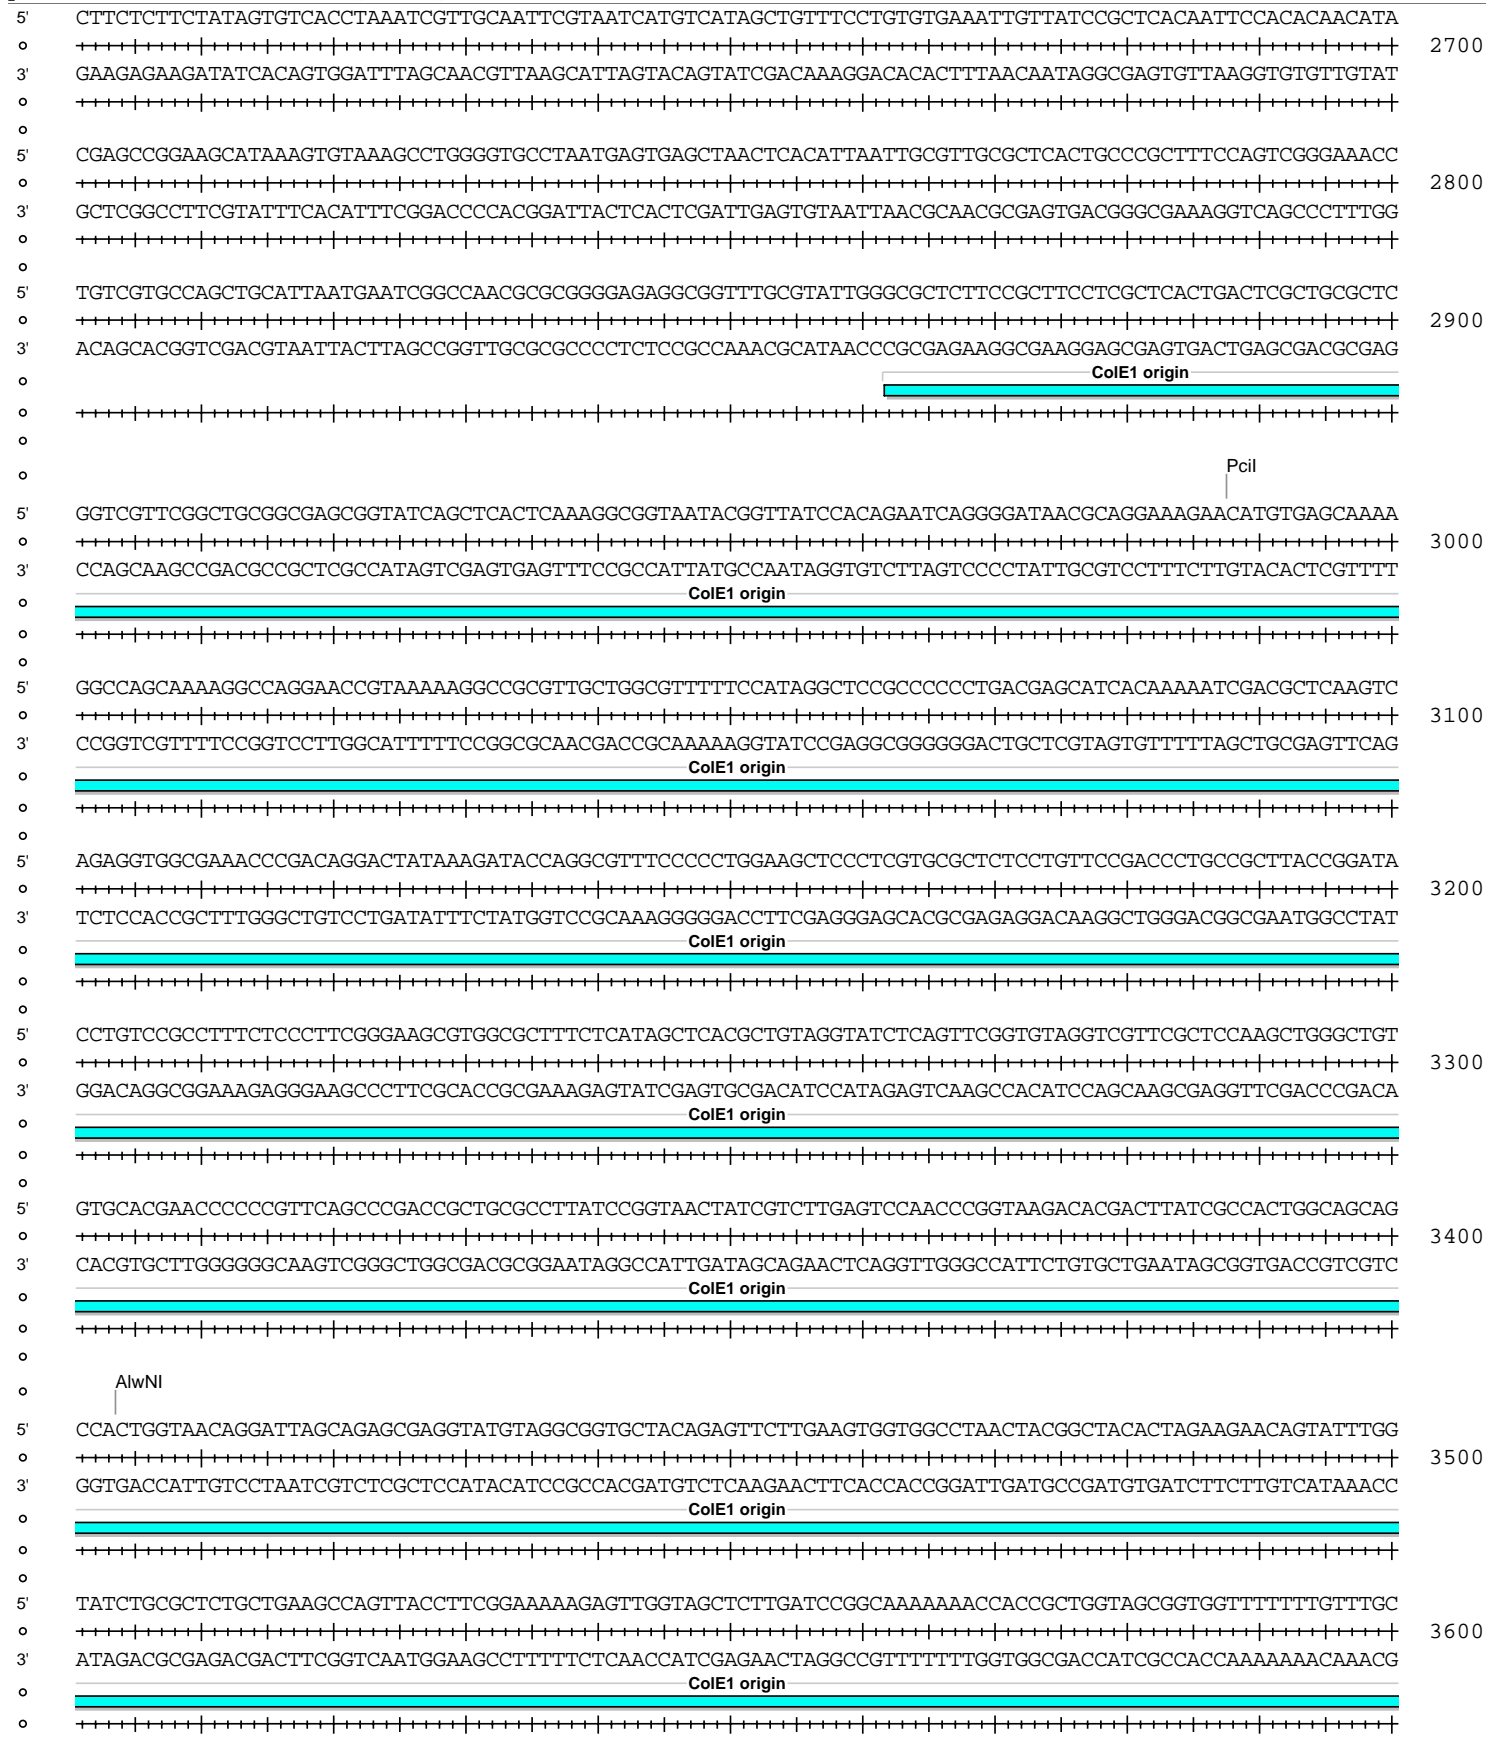 5' CTTCTCTTCTATAGTGTCACCTAAATCGTTGCAATTCGTAATCATGTCATAGCTGTTTCCTGTGTGAAATTGTTATCCGCTCACAATTCCACACAACATA
2700
3' GAAGAGAAGATATCACAGTGGATTTAGCAACGTTAAGCATTAGTACAGTATCGACAAAGGACACACTTTAACAATAGGCGAGTGTTAAGGTGTGTTGTAT
5' CGAGCCGGAAGCATAAAGTGTAAAGCCTGGGGTGCCTAATGAGTGAGCTAACTCACATTAATTGCGTTGCGCTCACTGCCCGCTTTCCAGTCGGGAAACC
2800
3' GCTCGGCCTTCGTATTTCACATTTCGGACCCCACGGATTACTCACTCGATTGAGTGTAATTAACGCAACGCGAGTGACGGGCGAAAGGTCAGCCCTTTGG
5' TGTCGTGCCAGCTGCATTAATGAATCGGCCAACGCGCGGGGAGAGGCGGTTTGCGTATTGGGCGCTCTTCCGCTTCCTCGCTCACTGACTCGCTGCGCTC
2900
3' ACAGCACGGTCGACGTAATTACTTAGCCGGTTGCGCGCCCCTCTCCGCCAAACGCATAACCCGCGAGAAGGCGAAGGAGCGAGTGACTGAGCGACGCGAG
ColE1 origin
PciI
5' GGTCGTTCGGCTGCGGCGAGCGGTATCAGCTCACTCAAAGGCGGTAATACGGTTATCCACAGAATCAGGGGATAACGCAGGAAAGAACATGTGAGCAAAA
3000
3' CCAGCAAGCCGACGCCGCTCGCCATAGTCGAGTGAGTTTCCGCCATTATGCCAATAGGTGTCTTAGTCCCCTATTGCGTCCTTTCTTGTACACTCGTTTT
ColE1 origin
5' GGCCAGCAAAAGGCCAGGAACCGTAAAAAGGCCGCGTTGCTGGCGTTTTTCCATAGGCTCCGCCCCCCTGACGAGCATCACAAAAATCGACGCTCAAGTC
3100
3' CCGGTCGTTTTCCGGTCCTTGGCATTTTTCCGGCGCAACGACCGCAAAAAGGTATCCGAGGCGGGGGGACTGCTCGTAGTGTTTTTAGCTGCGAGTTCAG
ColE1 origin
5' AGAGGTGGCGAAACCCGACAGGACTATAAAGATACCAGGCGTTTCCCCCTGGAAGCTCCCTCGTGCGCTCTCCTGTTCCGACCCTGCCGCTTACCGGATA
3200
3' TCTCCACCGCTTTGGGCTGTCCTGATATTTCTATGGTCCGCAAAGGGGGACCTTCGAGGGAGCACGCGAGAGGACAAGGCTGGGACGGCGAATGGCCTAT
ColE1 origin
5' CCTGTCCGCCTTTCTCCCTTCGGGAAGCGTGGCGCTTTCTCATAGCTCACGCTGTAGGTATCTCAGTTCGGTGTAGGTCGTTCGCTCCAAGCTGGGCTGT
3300
3' GGACAGGCGGAAAGAGGGAAGCCCTTCGCACCGCGAAAGAGTATCGAGTGCGACATCCATAGAGTCAAGCCACATCCAGCAAGCGAGGTTCGACCCGACA
ColE1 origin
5' GTGCACGAACCCCCCGTTCAGCCCGACCGCTGCGCCTTATCCGGTAACTATCGTCTTGAGTCCAACCCGGTAAGACACGACTTATCGCCACTGGCAGCAG
3400
3' CACGTGCTTGGGGGGCAAGTCGGGCTGGCGACGCGGAATAGGCCATTGATAGCAGAACTCAGGTTGGGCCATTCTGTGCTGAATAGCGGTGACCGTCGTC
ColE1 origin
AlwNI
5' CCACTGGTAACAGGATTAGCAGAGCGAGGTATGTAGGCGGTGCTACAGAGTTCTTGAAGTGGTGGCCTAACTACGGCTACACTAGAAGAACAGTATTTGG
3500
3' GGTGACCATTGTCCTAATCGTCTCGCTCCATACATCCGCCACGATGTCTCAAGAACTTCACCACCGGATTGATGCCGATGTGATCTTCTTGTCATAAACC
ColE1 origin
5' TATCTGCGCTCTGCTGAAGCCAGTTACCTTCGGAAAAAGAGTTGGTAGCTCTTGATCCGGCAAAAAAACCACCGCTGGTAGCGGTGGTTTTTTTGTTTGC
3600
3' ATAGACGCGAGACGACTTCGGTCAATGGAAGCCTTTTTCTCAACCATCGAGAACTAGGCCGTTTTTTTGGTGGCGACCATCGCCACCAAAAAAACAAACG
ColE1 origin